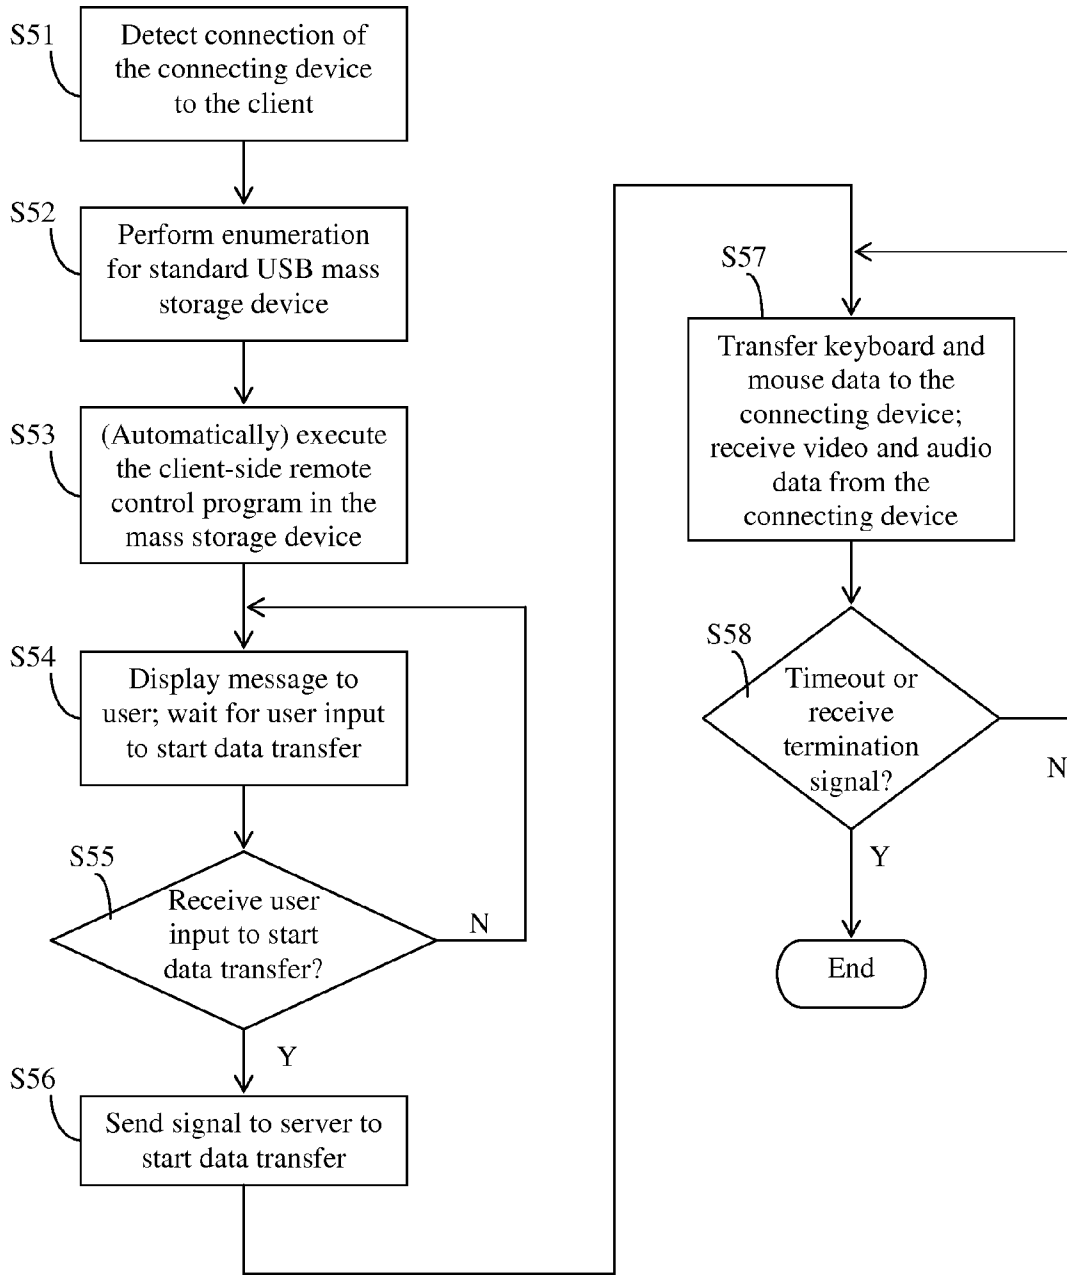 S51
Detect connection of
the connecting device
to the client
S52
Perform enumeration
for standard USB mass
storage device
S53
(Automatically) execute
the client-side remote
control program in the
mass storage device
S54
Display message to
user; wait for user input
to start data transfer
S55
Receive user
input to start
data transfer?
N
Y
S56
Send signal to server to
start data transfer
S57
Transfer keyboard and
mouse data to the
connecting device;
receive video and audio
data from the
connecting device
S58
Timeout or
receive
termination
signal?
N
Y
End